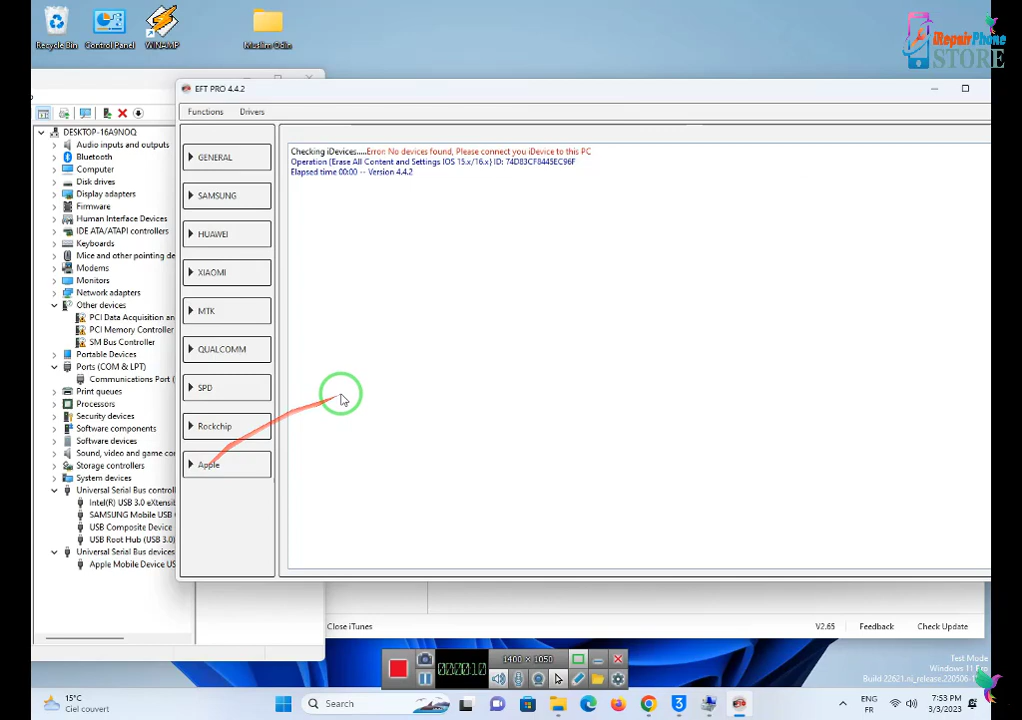 Recycle Bin
Control Panel
WINAMP
Muslim Odin
iRepairPhone
STORE
EFT PRO 4.4.2
Functions
Drivers
DESKTOP-16A9NOQ
Audio inputs and outputs
Bluetooth
Computer
Disk drives
Display adapters
Firmware
Human Interface Devices
IDE ATA/ATAPI controllers
Keyboards
Mice and other pointing de
Modems
Monitors
Network adapters
Other devices
PCI Data Acquisition an
PCI Memory Controller
SM Bus Controller
Portable Devices
Ports (COM & LPT)
Communications Port (
Print queues
Processors
Security devices
Software components
Software devices
Sound, video and game co
Storage controllers
System devices
Universal Serial Bus control
Intel(R) USB 3.0 eXtensit
SAMSUNG Mobile USB
USB Composite Device
USB Root Hub (USB 3.0)
Universal Serial Bus devices
Apple Mobile Device US
GENERAL
SAMSUNG
HUAWEI
XIAOMI
MTK
QUALCOMM
SPD
Rockchip
Apple
Checking iDevices.....Error: No devices found, Please connect you iDevice to this PC
Operation (Erase All Content and Settings IOS 15.x/16.x) ID: 74D83CF8445EC96F
Elapsed time 00:00 -- Version 4.4.2
Close iTunes
V2.65
Feedback
Check Update
1400 × 1050
000010
Test Mode
Windows 11 Pro
Build 22621.ni_release.220506-
15°C
Ciel couvert
Search
ENG
FR
7:53 PM
3/3/2023